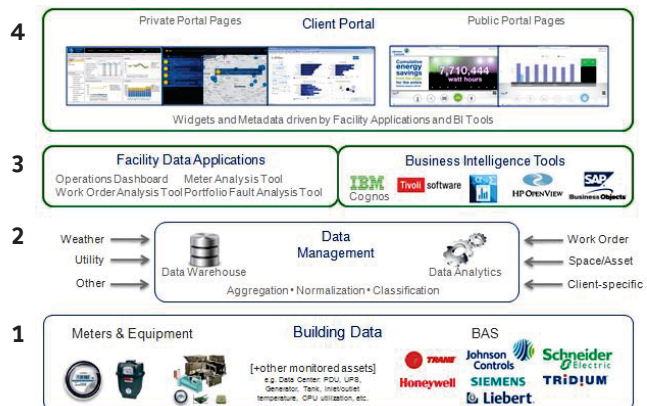 4
Private Portal Pages
Client Portal
Public Portal Pages
Cumulative
energy
savings
7,710,444
watt hours
Widgets and Metadata driven by Facility Applications and BI Tools
3
Facility Data Applications
Operations Dashboard Meter Analysis Tool
Work Order Analysis Tool Portfolio Fault Analysis Tool
Business Intelligence Tools
IBM
Cognos
Tivoli software
HP OPENVIEW
SAP
Business Objects
2
Weather
Utility
Other
Data
Management
Data Warehouse
Data Analytics
Aggregation • Normalization • Classification
Work Order
Space/Asset
Client-specific
1
Meters & Equipment
Building Data
[+other monitored assets]
e.g. Data Center: PDU, UPS,
Generator, Tank, Inlet/outlet
temperature, CPU utilization, etc.
BAS
TRANE
Johnson
Controls
Schneider
Electric
Honeywell
SIEMENS
TRIDIUM
Liebert.